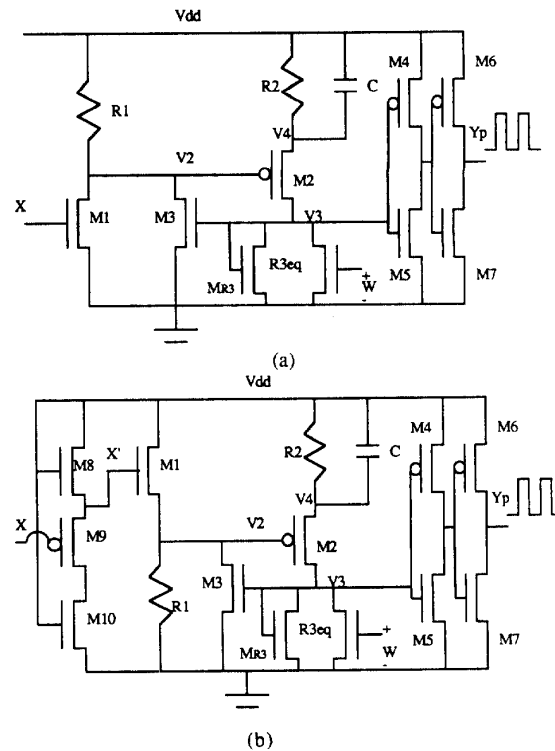 Vdd
M4
M6
R1
R2
C
V4
Yp
V2
M2
X
M1
M3
V3
R3eq
MR3
+
W
-
M5
M7
(a)
Vdd
M4
M6
M8
X'
M1
R2
C
V4
Yp
X
M9
V2
M2
M3
V3
R1
M10
R3eq
MR3
+
W
-
M5
M7
(b)